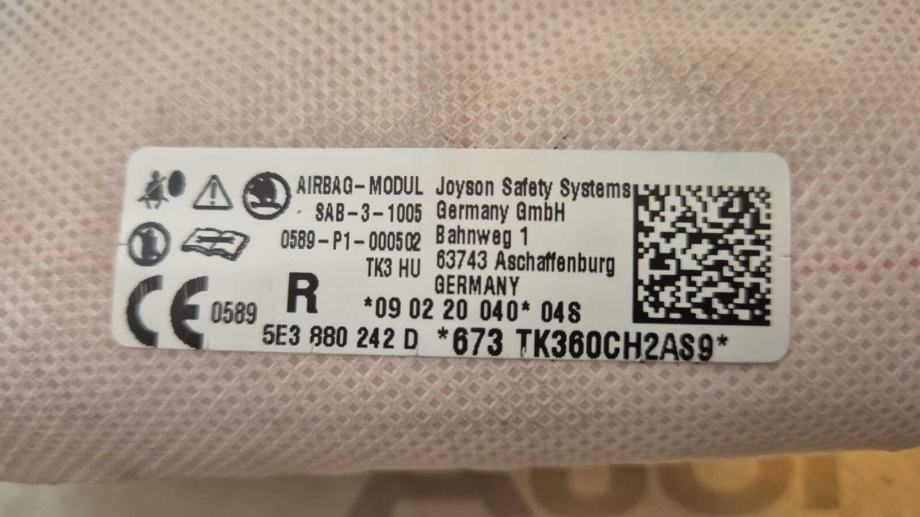 AIRBAG-MODUL
SAB-3-1005
0589-P1-000502
TK3 HU
Joyson Safety Systems
Germany GmbH
Bahnweg 1
63743 Aschaffenburg
GERMANY
CE 0589
R
*09 02 20 040* 04S
5E3 880 242 D *673 TK360CH2AS9*